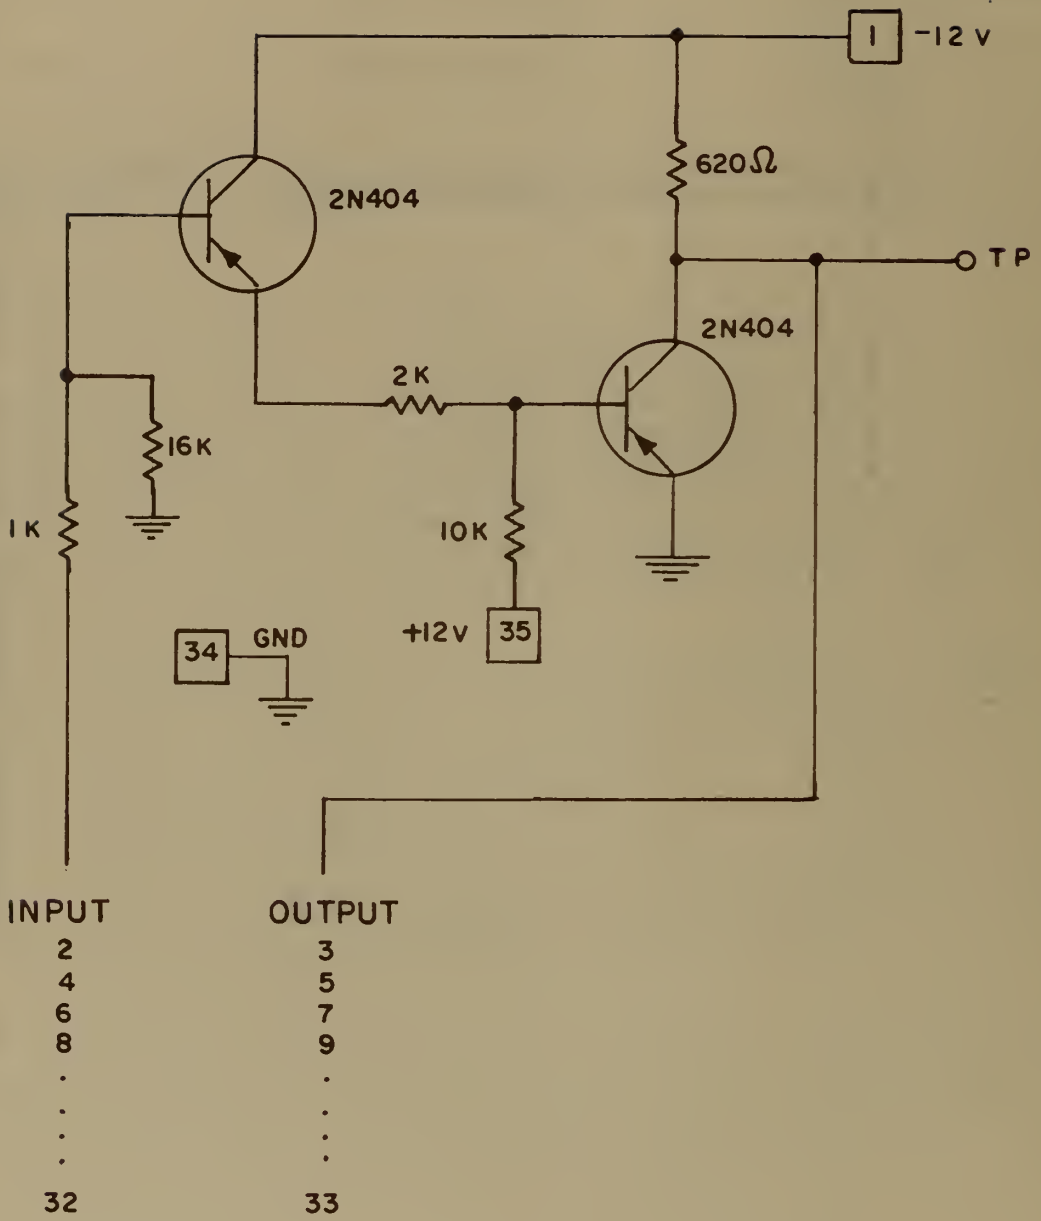 1 -12 V
620Ω
2N404
TP
2N404
2K
16K
1K
10K
+12V 35
34 GND
INPUT OUTPUT
2 3
4 5
6 7
8 9
. .
. .
. .
. .
32 33